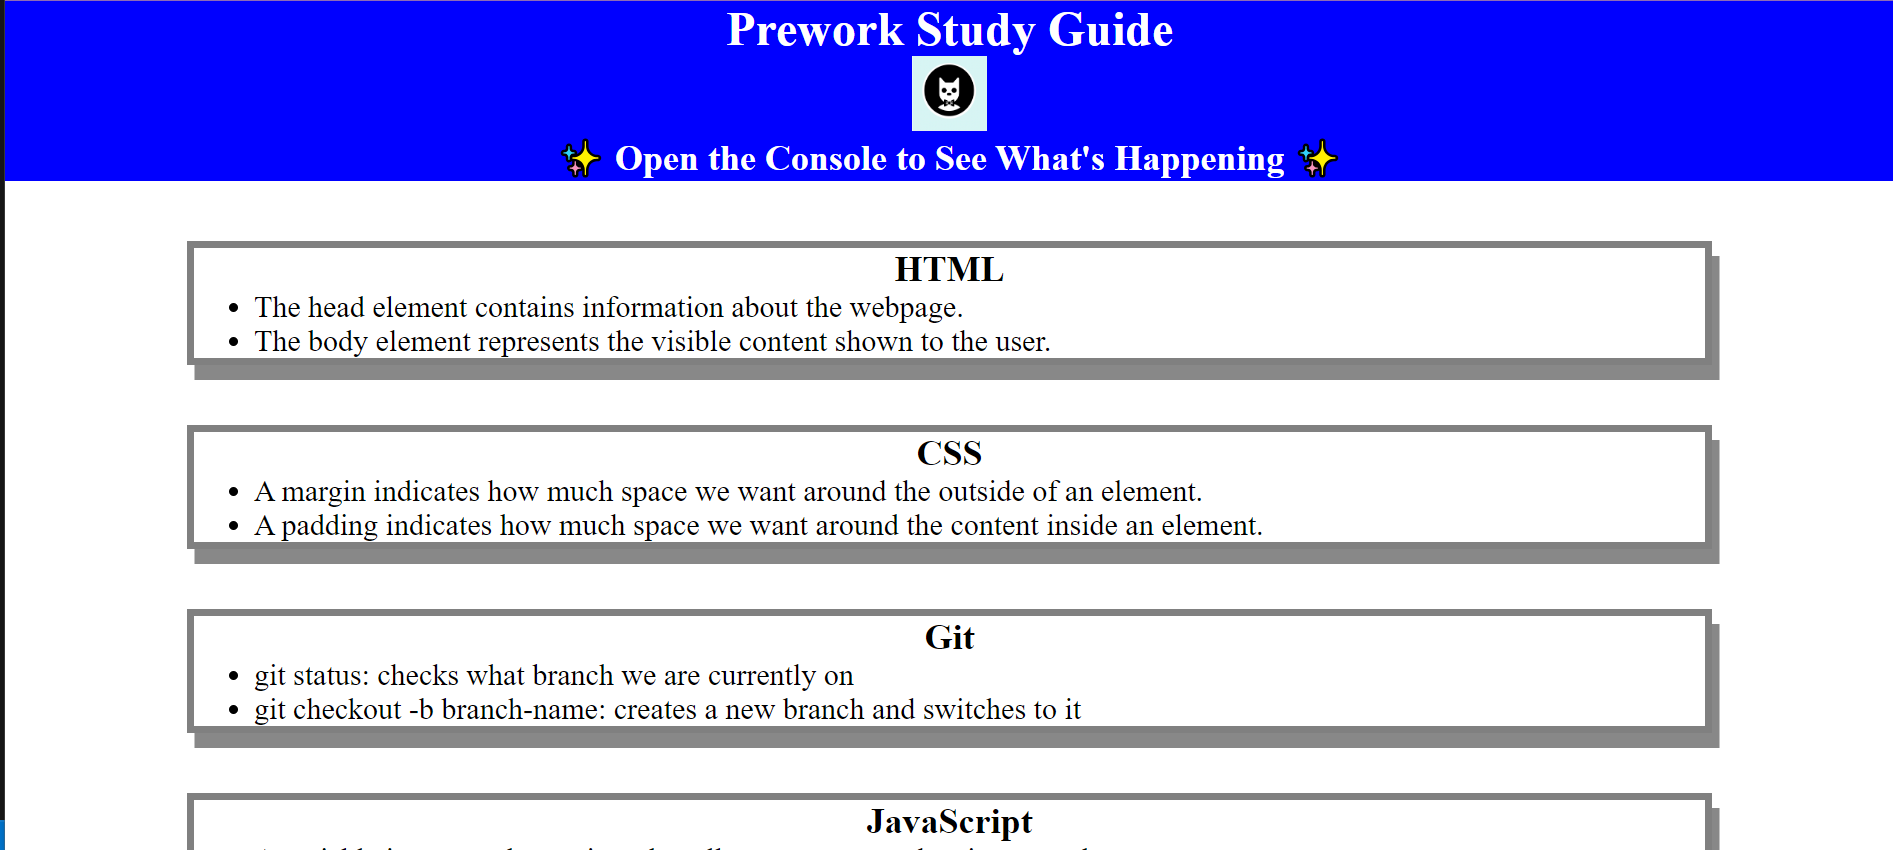 Prework Study Guide
✨ Open the Console to See What's Happening ✨
HTML
• The head element contains information about the webpage.
• The body element represents the visible content shown to the user.
CSS
• A margin indicates how much space we want around the outside of an element.
• A padding indicates how much space we want around the content inside an element.
Git
• git status: checks what branch we are currently on
• git checkout -b branch-name: creates a new branch and switches to it
JavaScript